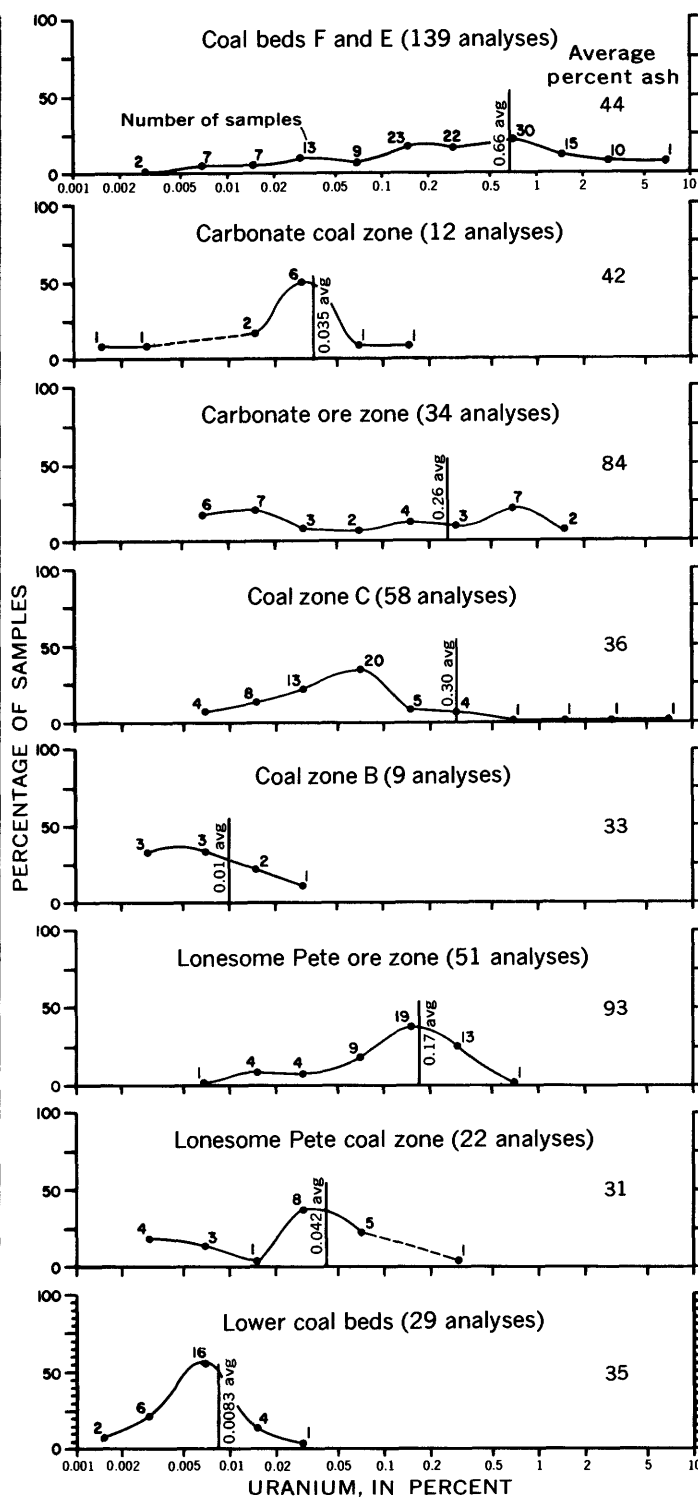 100
Coal beds F and E (139 analyses)
Average
percent ash
44
50
Number of samples
0.66 avg
2 7 7 13 9 23 22 30 15 10 1
0
0.001 0.002 0.005 0.01 0.02 0.05 0.1 0.2 0.5 1 2 5 10
100
Carbonate coal zone (12 analyses)
50
42
0.035 avg
1 1 2 6 1 1
0
100
Carbonate ore zone (34 analyses)
50
84
0.26 avg
6 7 3 2 4 3 7 2
0
100
Coal zone C (58 analyses)
50
36
0.30 avg
4 8 13 20 5 4 1 1 1 1
0
100
Coal zone B (9 analyses)
50
33
0.01 avg
3 3 2 1
0
100
Lonesome Pete ore zone (51 analyses)
50
93
0.17 avg
1 4 4 9 19 13 1
0
100
Lonesome Pete coal zone (22 analyses)
50
31
0.042 avg
4 3 1 8 5 1
0
100
Lower coal beds (29 analyses)
50
35
0.0083 avg
2 6 16 4 1
0
0.001 0.002 0.005 0.01 0.02 0.05 0.1 0.2 0.5 1 2 5 10
URANIUM, IN PERCENT
PERCENTAGE OF SAMPLES